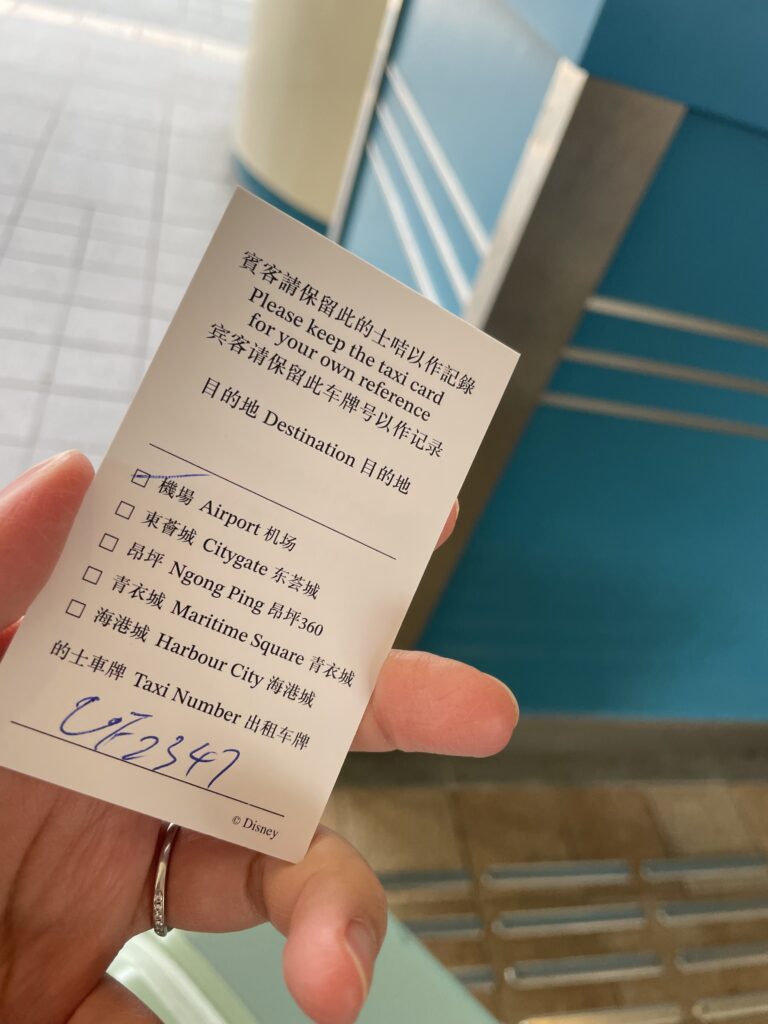 賓客請保留此的士咭以作記錄
Please keep the taxi card
for your own reference
宾客请保留此车牌号以作记录
目的地 Destination 目的地
機場 Airport 机场
東薈城 Citygate 东荟城
昂坪 Ngong Ping 昂坪360
青衣城 Maritime Square 青衣城
海港城 Harbour City 海港城
的士車牌 Taxi Number 出租车牌
UF2347
© Disney